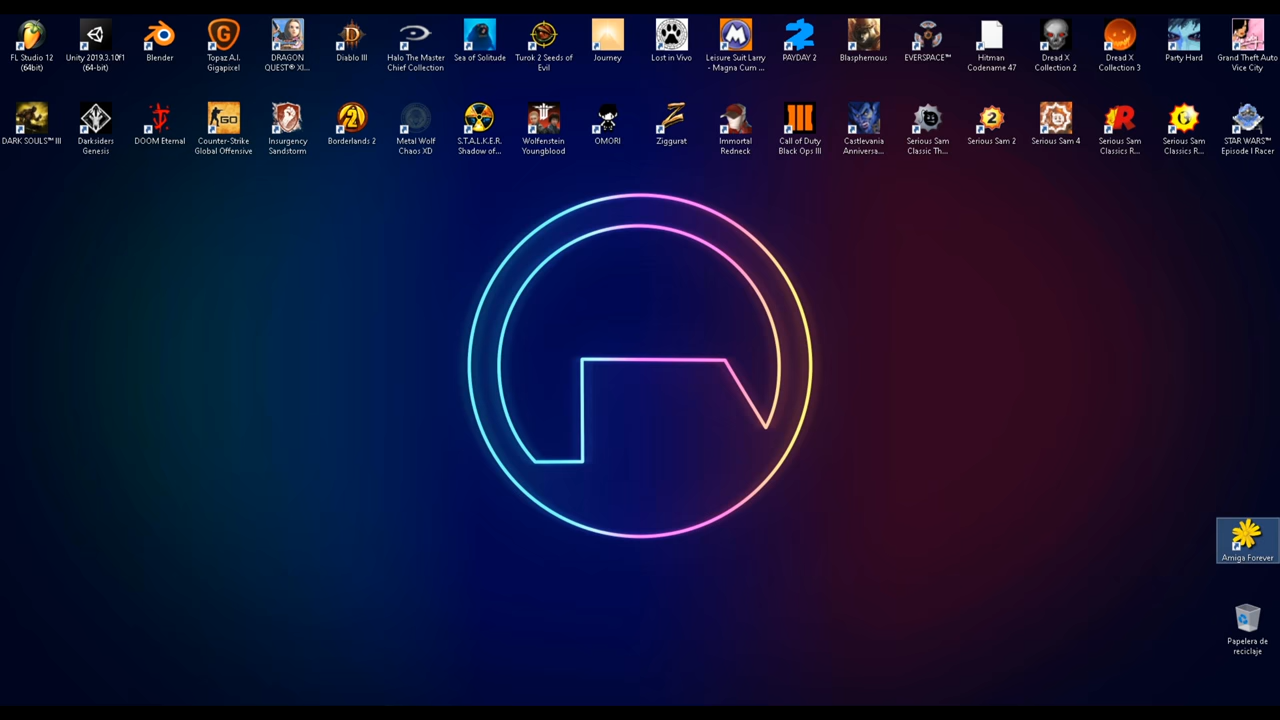 FL Studio 12
(64bit)
Unity 2019.3.10f1
(64-bit)
Blender
Topaz A.I.
Gigapixel
DRAGON
QUEST® XI...
Diablo III
Halo The Master
Chief Collection
Sea of Solitude
Turok 2 Seeds of
Evil
Journey
Lost in Vivo
Leisure Suit Larry
- Magna Cum ...
PAYDAY 2
Blasphemous
EVERSPACE™
Hitman
Codename 47
Dread X
Collection 2
Dread X
Collection 3
Party Hard
Grand Theft Auto
Vice City
DARK SOULS™ III
Darksiders
Genesis
DOOM Eternal
Counter-Strike
Global Offensive
Insurgency
Sandstorm
Borderlands 2
Metal Wolf
Chaos XD
S.T.A.L.K.E.R.
Shadow of...
Wolfenstein
Youngblood
OMORI
Ziggurat
Immortal
Redneck
Call of Duty
Black Ops III
Castlevania
Anniversa...
Serious Sam
Classic Th...
Serious Sam 2
Serious Sam 4
Serious Sam
Classics R...
Serious Sam
Classics R...
STAR WARS™
Episode I Racer
Amiga Forever
Papelera de
reciclaje